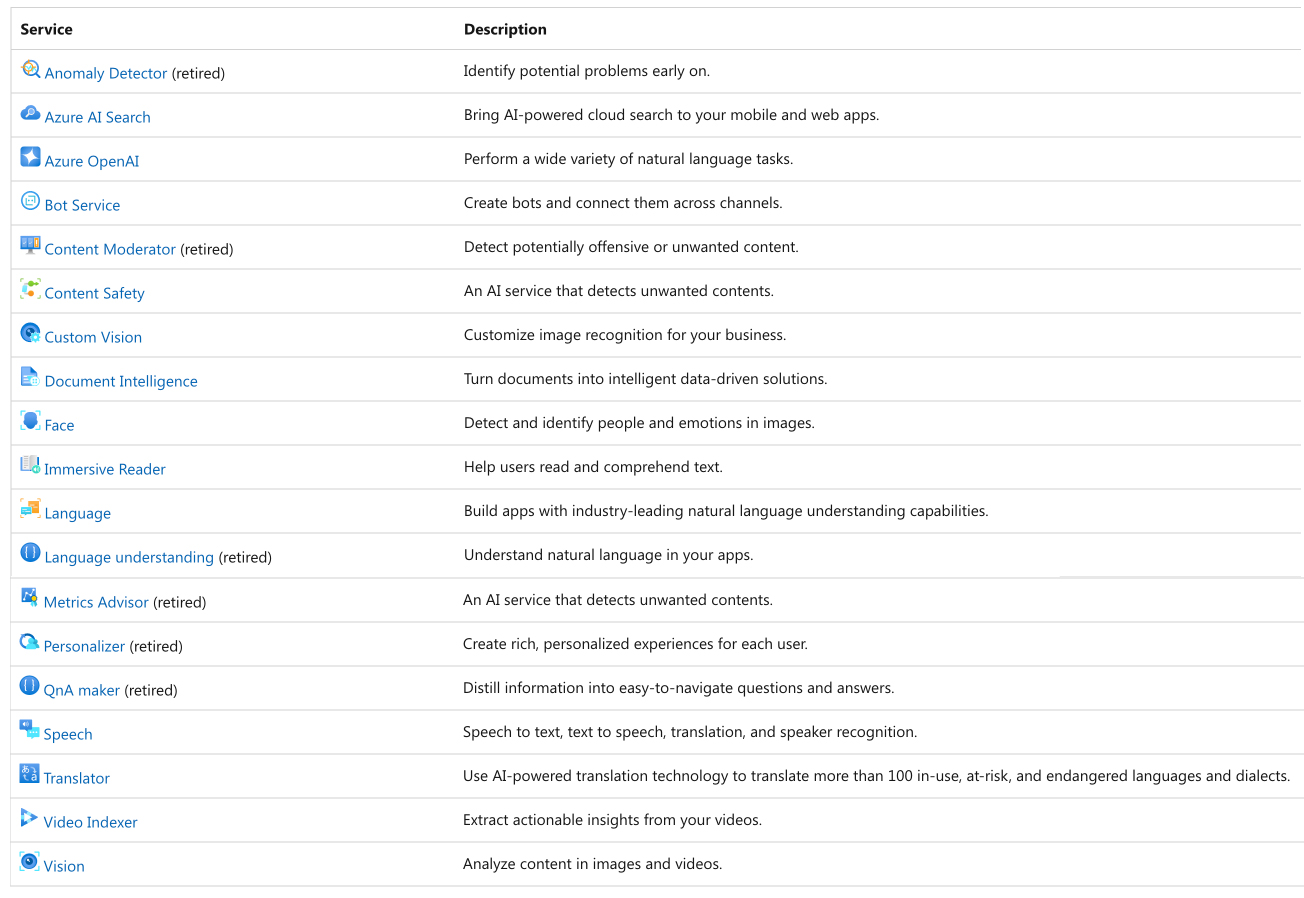 Service Description
Anomaly Detector (retired) Identify potential problems early on.
Azure AI Search Bring AI-powered cloud search to your mobile and web apps.
Azure OpenAI Perform a wide variety of natural language tasks.
Bot Service Create bots and connect them across channels.
Content Moderator (retired) Detect potentially offensive or unwanted content.
Content Safety An AI service that detects unwanted contents.
Custom Vision Customize image recognition for your business.
Document Intelligence Turn documents into intelligent data-driven solutions.
Face Detect and identify people and emotions in images.
Immersive Reader Help users read and comprehend text.
Language Build apps with industry-leading natural language understanding capabilities.
Language understanding (retired) Understand natural language in your apps.
Metrics Advisor (retired) An AI service that detects unwanted contents.
Personalizer (retired) Create rich, personalized experiences for each user.
QnA maker (retired) Distill information into easy-to-navigate questions and answers.
Speech Speech to text, text to speech, translation, and speaker recognition.
Translator Use AI-powered translation technology to translate more than 100 in-use, at-risk, and endangered languages and dialects.
Video Indexer Extract actionable insights from your videos.
Vision Analyze content in images and videos.